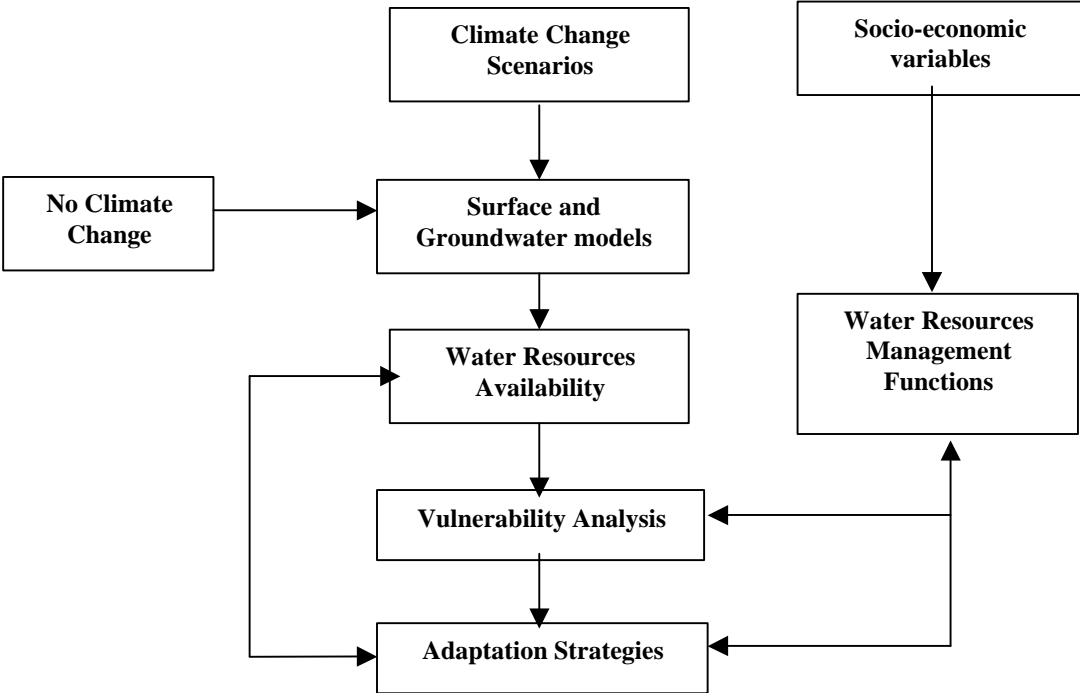 Climate Change
Scenarios
Socio-economic
variables
No Climate
Change
Surface and
Groundwater models
Water Resources
Availability
Water Resources
Management
Functions
Vulnerability Analysis
Adaptation Strategies